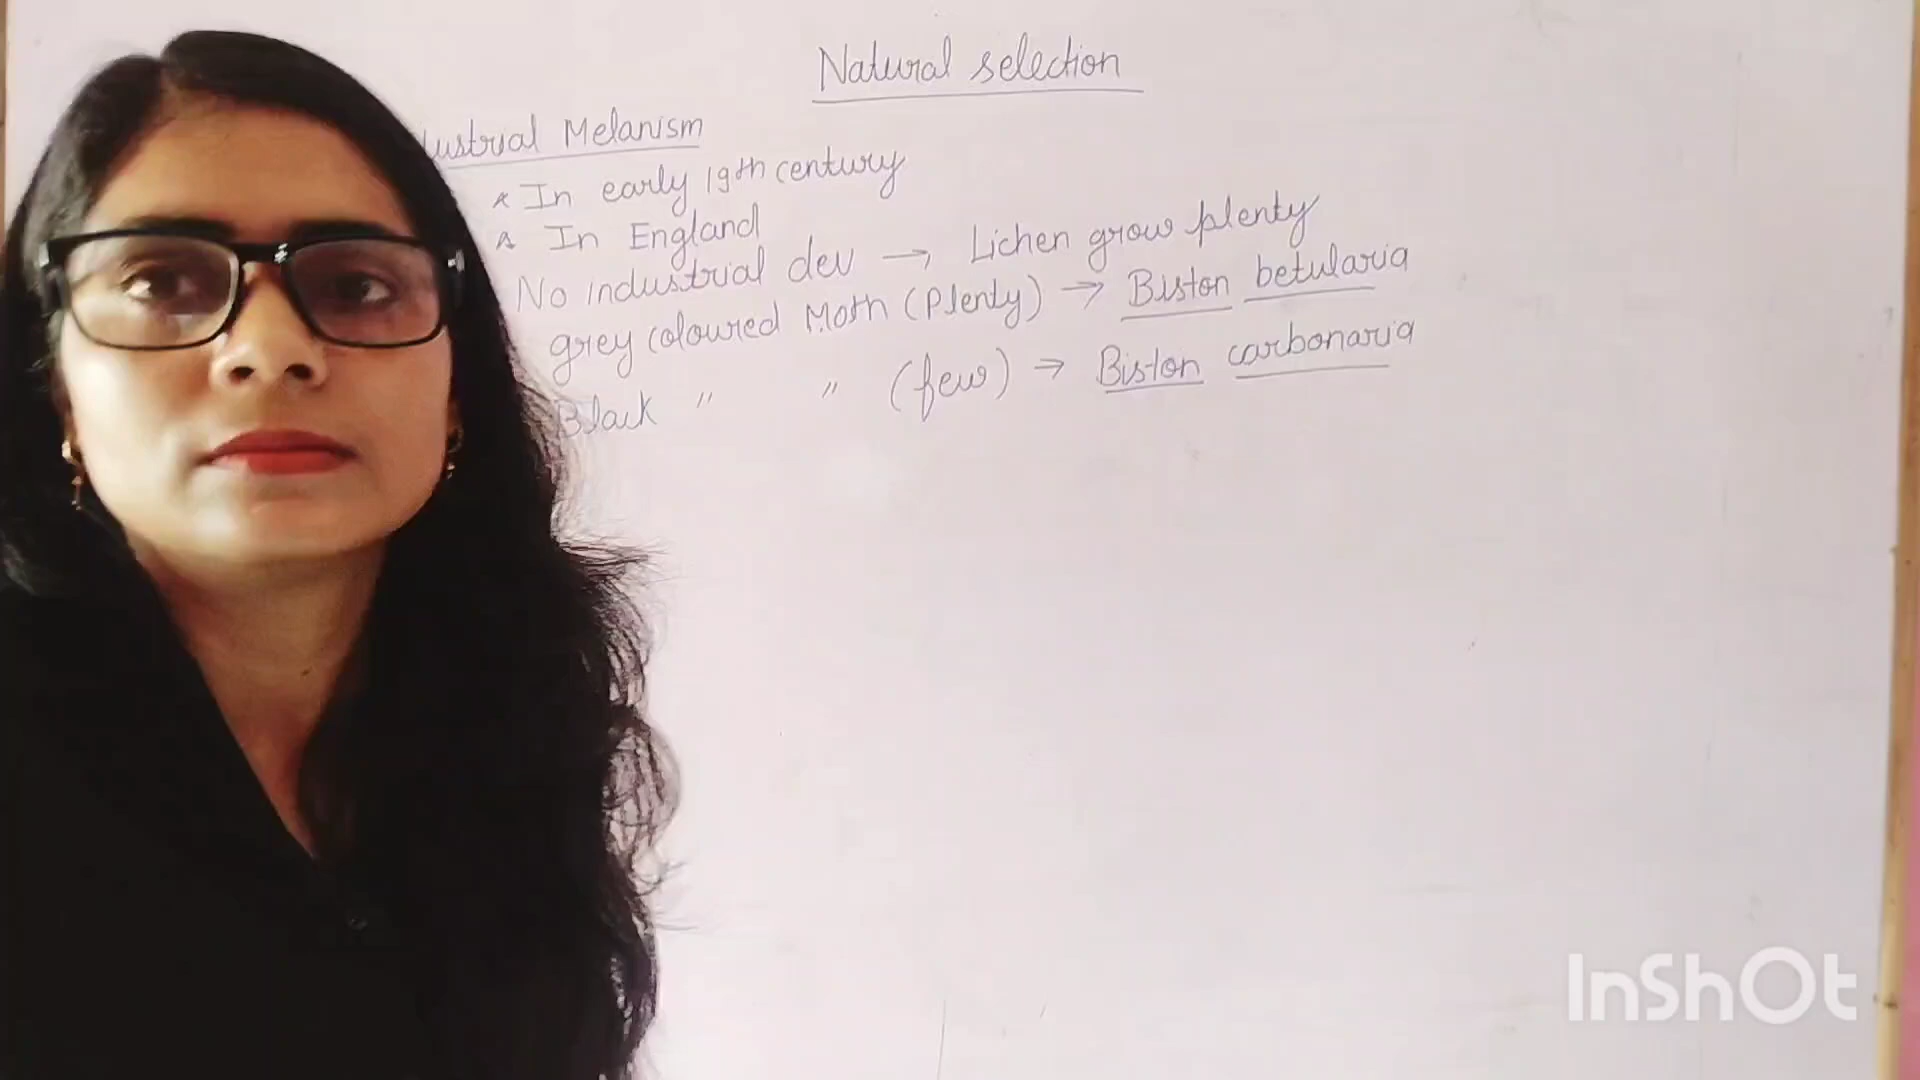 Natural selection
dustrial Melanism
* In early 19th century
* In England
No industrial dev → Lichen grow plenty
grey coloured Moth (Plenty) → Biston betularia
Black " " (few) → Biston carbonaria
InShOt